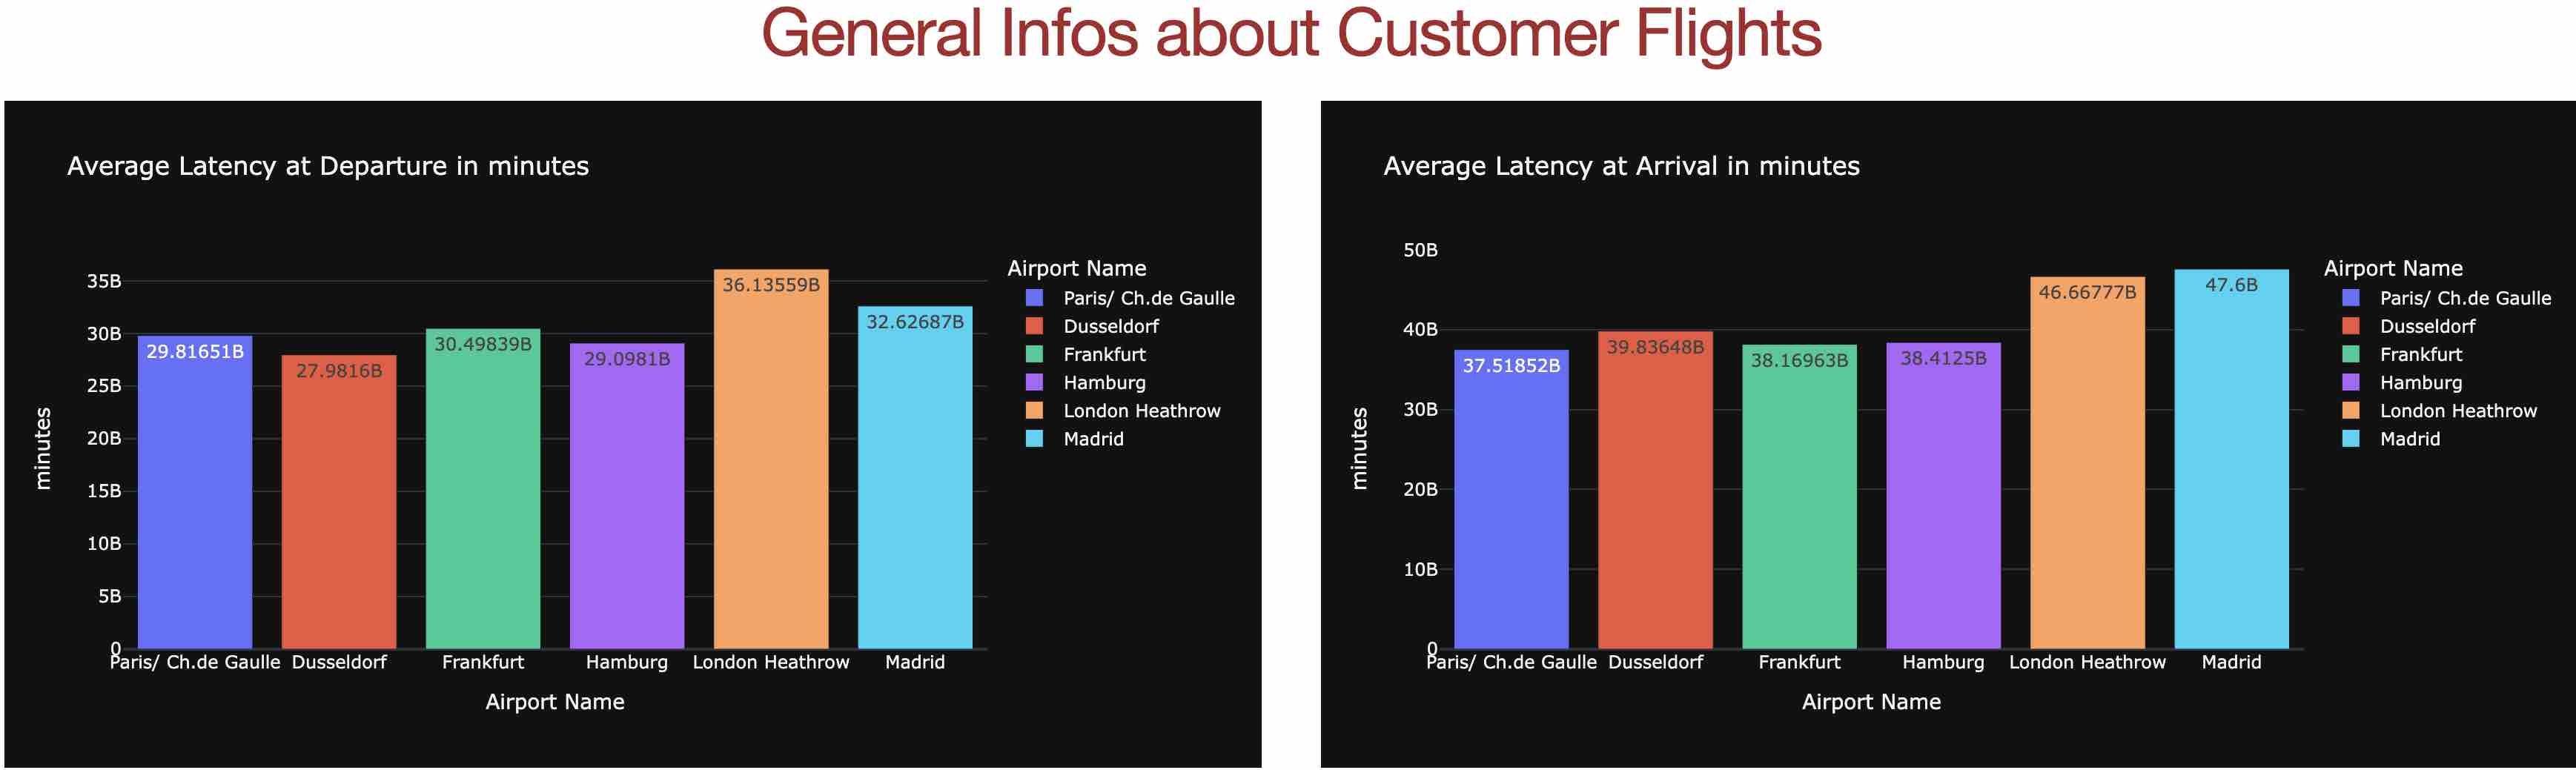 General Infos about Customer Flights
Average Latency at Departure in minutes
35B
30B
25B
20B
15B
10B
5B
0
minutes
29.81651B
27.9816B
30.49839B
29.0981B
36.13559B
32.62687B
Paris/ Ch.de Gaulle
Dusseldorf
Frankfurt
Hamburg
London Heathrow
Madrid
Airport Name
Airport Name
Paris/ Ch.de Gaulle
Dusseldorf
Frankfurt
Hamburg
London Heathrow
Madrid
Average Latency at Arrival in minutes
50B
40B
30B
20B
10B
0
minutes
37.51852B
39.83648B
38.16963B
38.4125B
46.66777B
47.6B
Paris/ Ch.de Gaulle
Dusseldorf
Frankfurt
Hamburg
London Heathrow
Madrid
Airport Name
Airport Name
Paris/ Ch.de Gaulle
Dusseldorf
Frankfurt
Hamburg
London Heathrow
Madrid